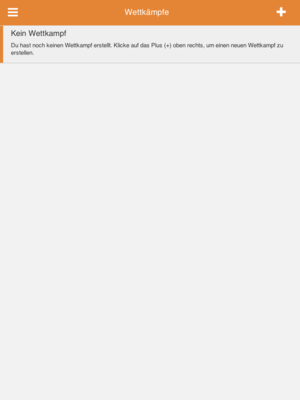 Wettkämpfe
Kein Wettkampf
Du hast noch keinen Wettkampf erstellt. Klicke auf das Plus (+) oben rechts, um einen neuen Wettkampf zu
erstellen.